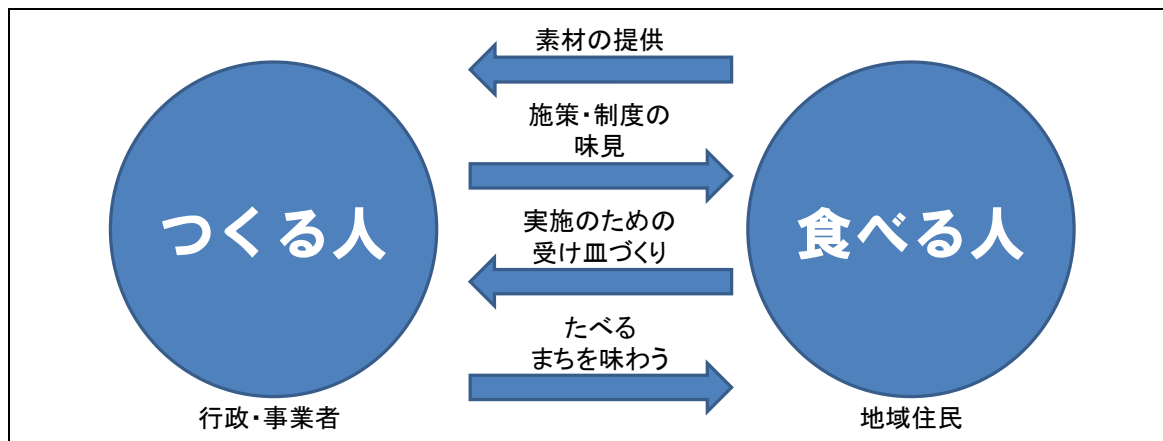 素材の提供
施策・制度の
味見
つくる人
食べる人
実施のための
受け皿づくり
たべる
まちを味わう
行政・事業者
地域住民